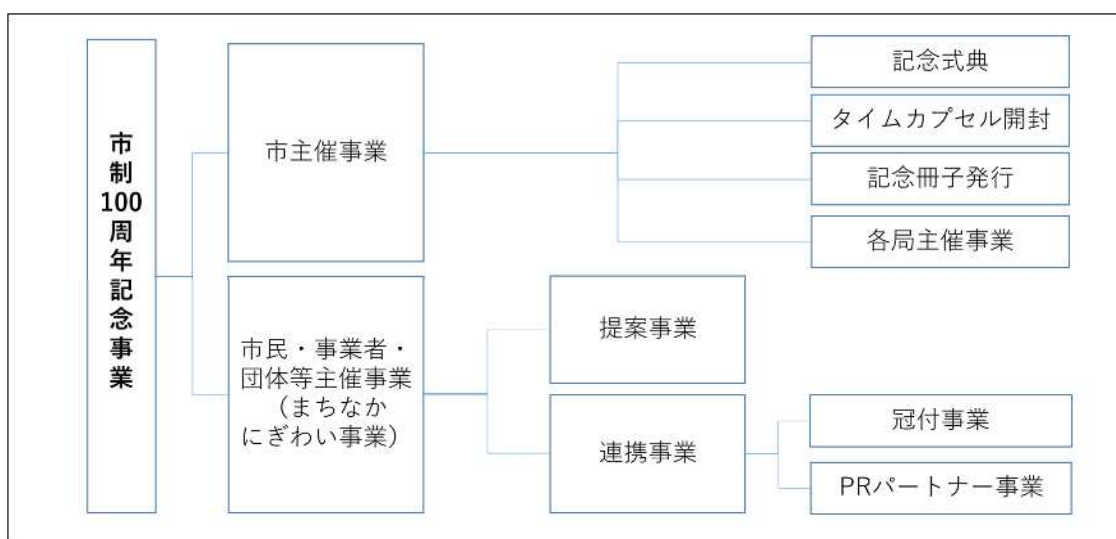 市制100周年記念事業
市主催事業
記念式典
タイムカプセル開封
記念冊子発行
各局主催事業
市民・事業者・
団体等主催事業
（まちなか
にぎわい事業）
提案事業
連携事業
冠付事業
PRパートナー事業